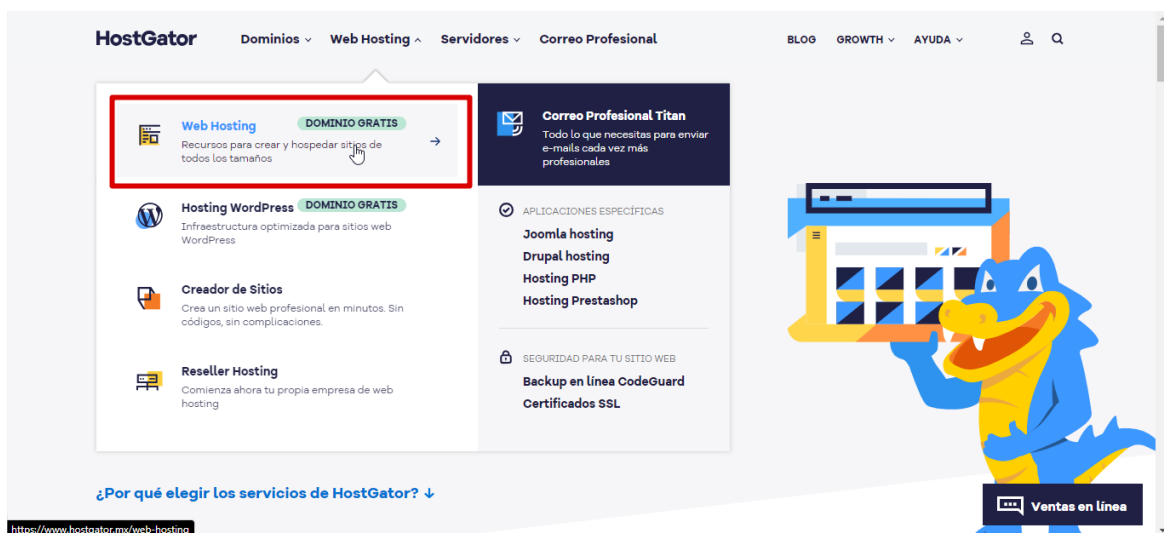 HostGator
Dominios
Web Hosting
Servidores
Correo Profesional
BLOG
GROWTH
AYUDA
Web Hosting
DOMINIO GRATIS
Recursos para crear y hospedar sitios de
todos los tamaños
Hosting WordPress
DOMINIO GRATIS
Infraestructura optimizada para sitios web
WordPress
Creador de Sitios
Crea un sitio web profesional en minutos. Sin
códigos, sin complicaciones.
Reseller Hosting
Comienza ahora tu propia empresa de web
hosting
Correo Profesional Titan
Todo lo que necesitas para enviar
e-mails cada vez más
profesionales
APLICACIONES ESPECÍFICAS
Joomla hosting
Drupal hosting
Hosting PHP
Hosting Prestashop
SEGURIDAD PARA TU SITIO WEB
Backup en línea CodeGuard
Certificados SSL
¿Por qué elegir los servicios de HostGator? ↓
Ventas en línea
https://www.hostgator.mx/web-hosting